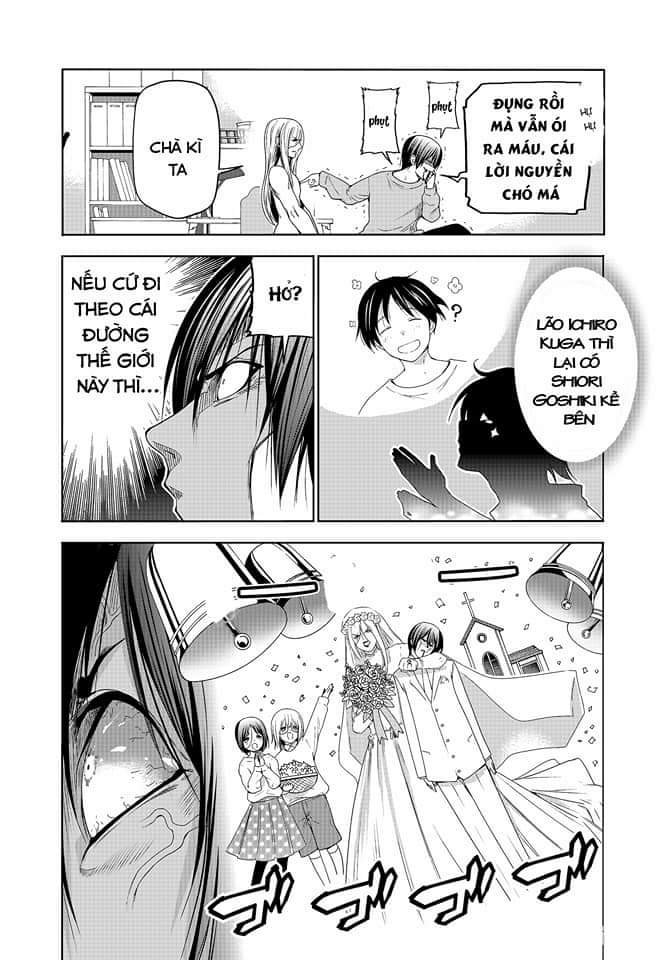 HỤ
HỤ
ĐỤNG RỒI
MÀ VẪN ÓI
RA MÁU, CÁI
LỜI NGUYỀN
CHÓ MÁ
phụt
phụt
CHÀ KÌ
TA
LÃO ICHIRO
KUGA THÌ
LẠI CÓ
SHIORI
GOSHIKI KỀ
BÊN
?
HỞ?
NẾU CỨ ĐI
THEO CÁI
ĐƯỜNG
THẾ GIỚI
NÀY THÌ...